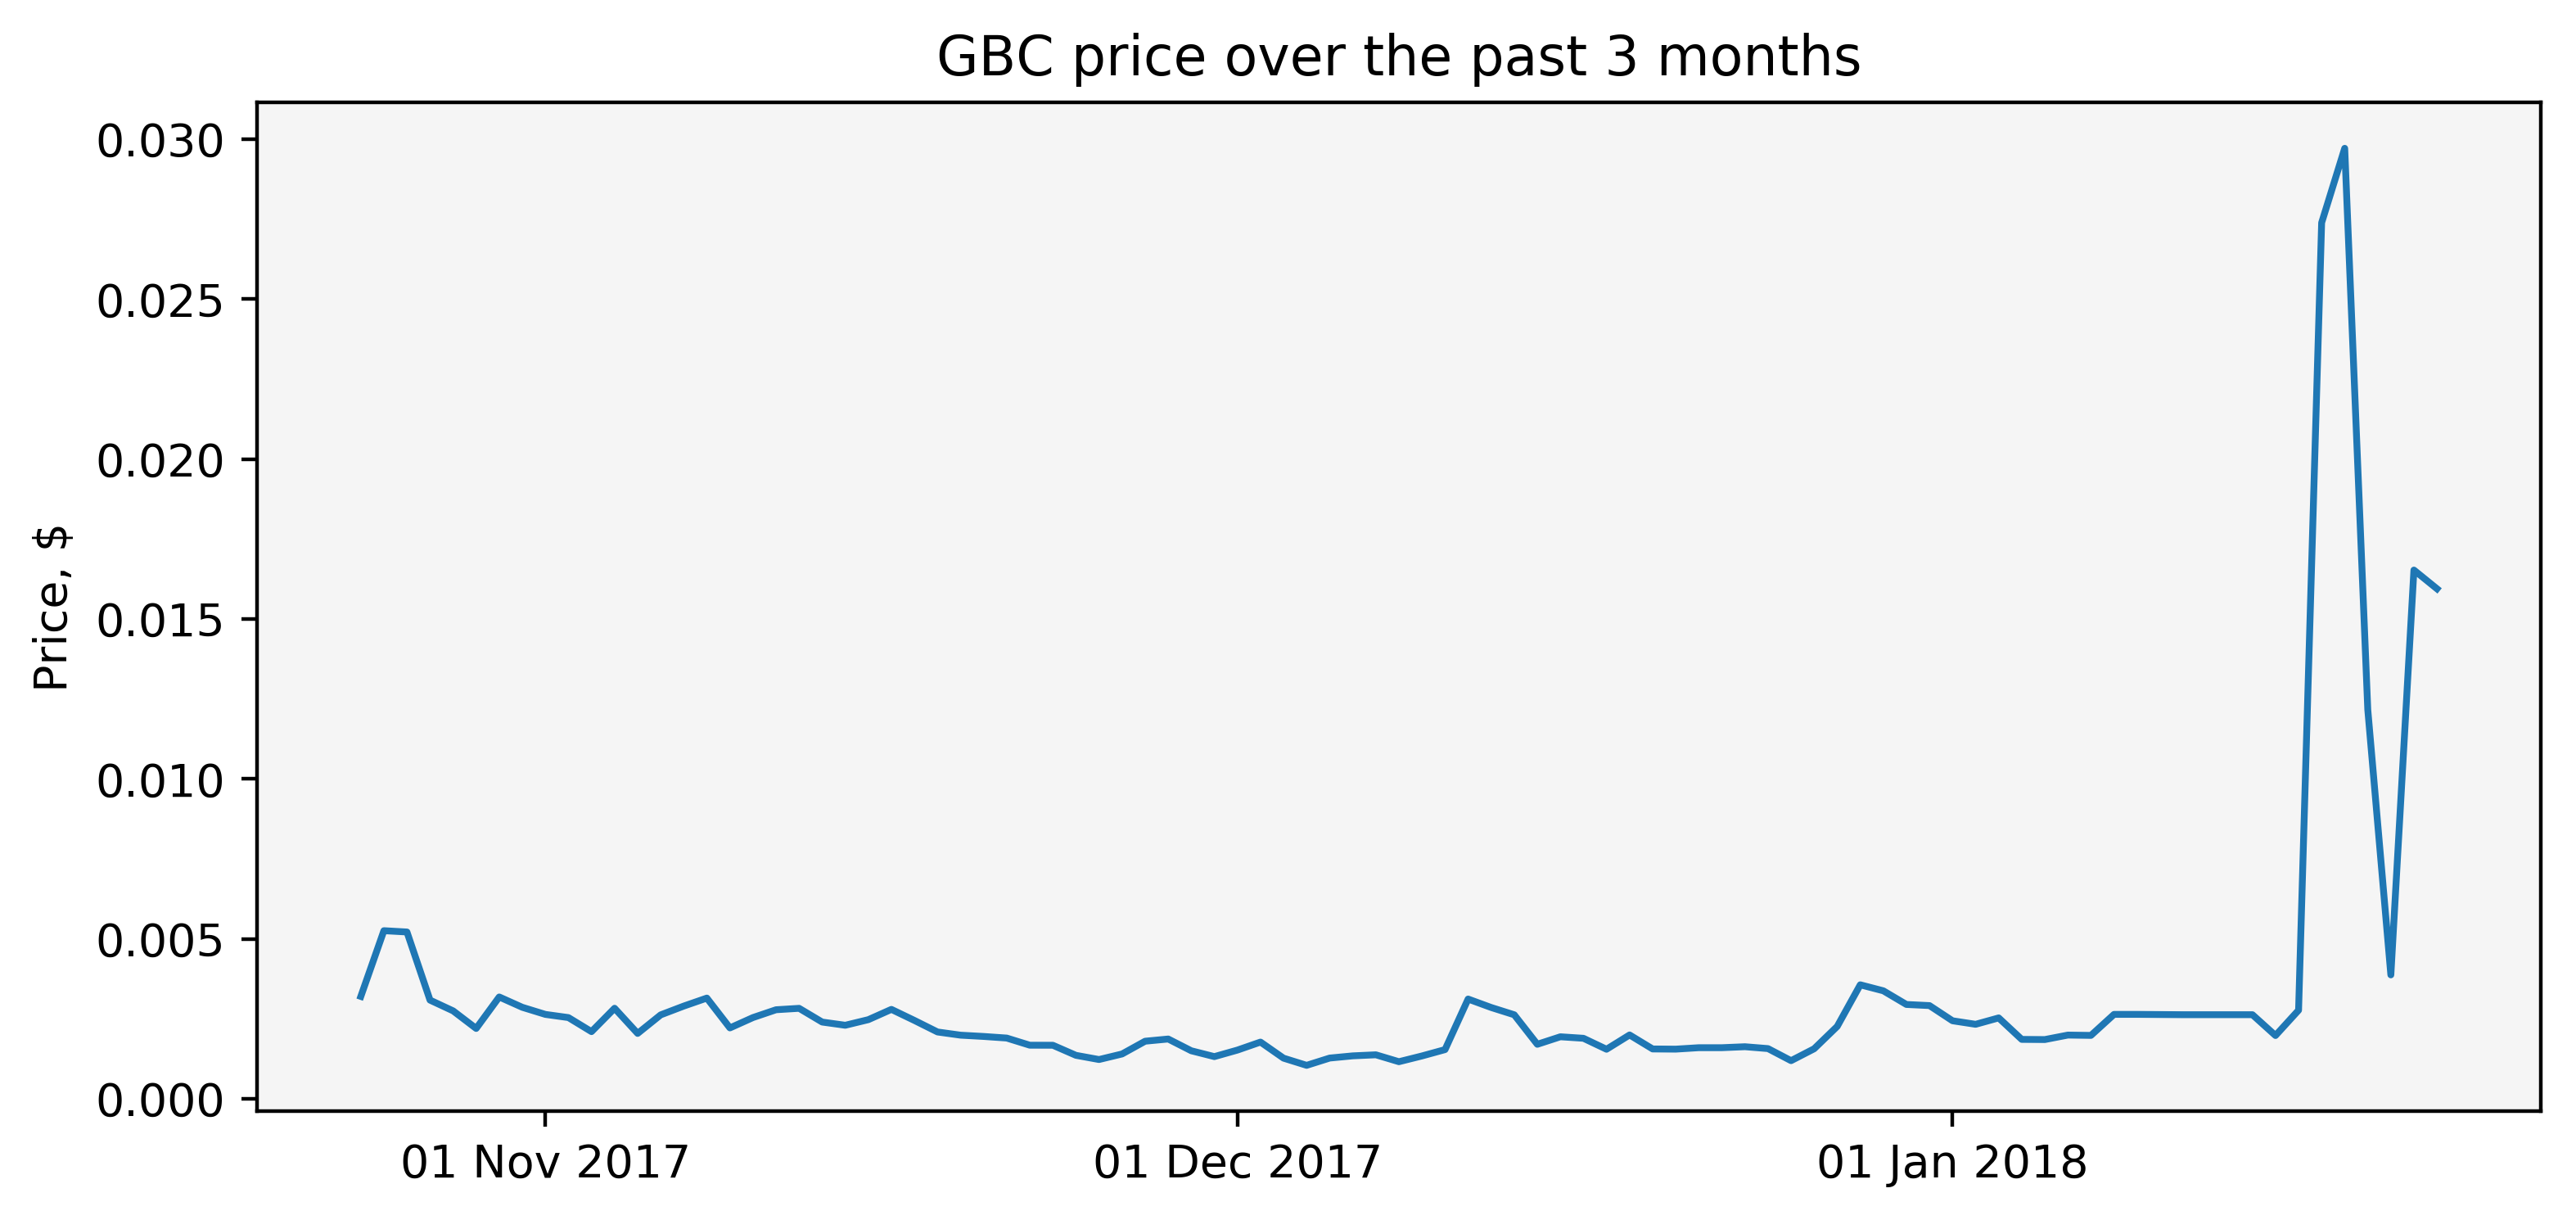 GBC price over the past 3 months
0.030
0.025
0.020
0.015
0.010
0.005
0.000
Price, $
01 Nov 2017
01 Dec 2017
01 Jan 2018